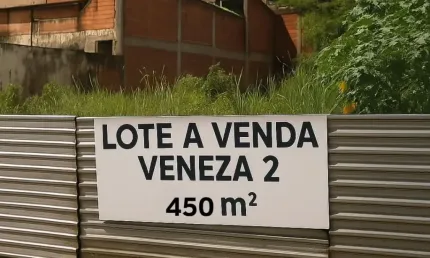 LOTE A VENDA
VENEZA 2
450 m²